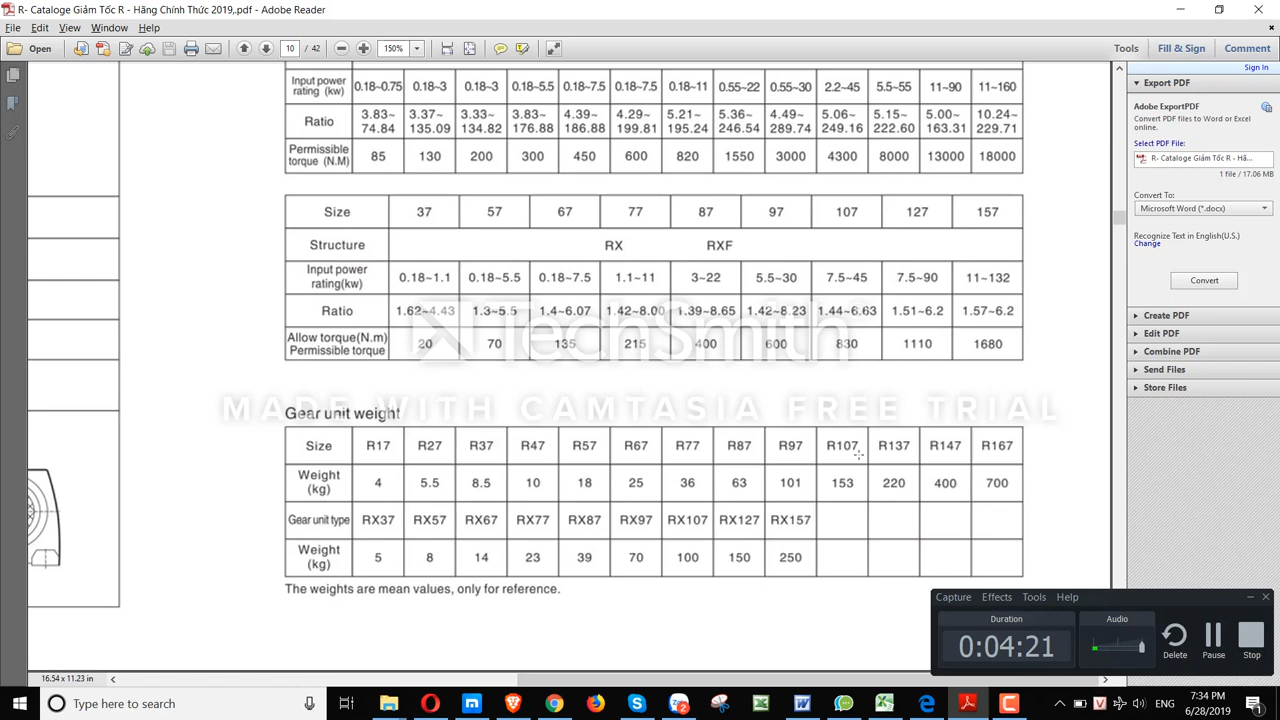 R- Cataloge Giảm Tốc R - Hãng Chính Thức 2019,.pdf - Adobe Reader
File Edit View Window Help
Open 10 / 42 150% Tools Fill & Sign Comment
Sign In
Export PDF
Adobe ExportPDF
Convert PDF files to Word or Excel
online.
Select PDF File:
R- Cataloge Giảm Tốc R - Hã...
1 file / 17.06 MB
Convert To:
Microsoft Word (*.docx)
Recognize Text in English(U.S.)
Change
Convert
Create PDF
Edit PDF
Combine PDF
Send Files
Store Files
Input power
rating (kw) 0.18-0.75 0.18~3 0.18~3 0.18~5.5 0.18~7.5 0.18~7.5 0.18~11 0.55~22 0.55~30 2.2~45 5.5~55 11~90 11~160
Ratio 3.83~ 3.37~ 3.33~ 3.83~ 4.39~ 4.29~ 5.21~ 5.36~ 4.49~ 5.06~ 5.15~ 5.00~ 10.24~
74.84 135.09 134.82 176.88 186.88 199.81 195.24 246.54 289.74 249.16 222.60 163.31 229.71
Permissible
torque (N.M) 85 130 200 300 450 600 820 1550 3000 4300 8000 13000 18000
Size 37 57 67 77 87 97 107 127 157
Structure RX RXF
Input power
rating(kw) 0.18~1.1 0.18~5.5 0.18~7.5 1.1~11 3~22 5.5~30 7.5~45 7.5~90 11~132
Ratio 1.62~4.43 1.3~5.5 1.4~6.07 1.42~8.00 1.39~8.65 1.42~8.23 1.44~6.63 1.51~6.2 1.57~6.2
Allow torque(N.m)
Permissible torque 20 70 135 215 400 600 830 1110 1680
TechSmith
MADE WITH CAMTASIA FREE TRIAL
Gear unit weight
Size R17 R27 R37 R47 R57 R67 R77 R87 R97 R107 R137 R147 R167
Weight
(kg) 4 5.5 8.5 10 18 25 36 63 101 153 220 400 700
Gear unit type RX37 RX57 RX67 RX77 RX87 RX97 RX107 RX127 RX157
Weight
(kg) 5 8 14 23 39 70 100 150 250
The weights are mean values, only for reference.
16.54 x 11.23 in
Capture Effects Tools Help
Duration Audio
0:04:21
Delete Pause Stop
Type here to search
ENG
7:34 PM
6/28/2019